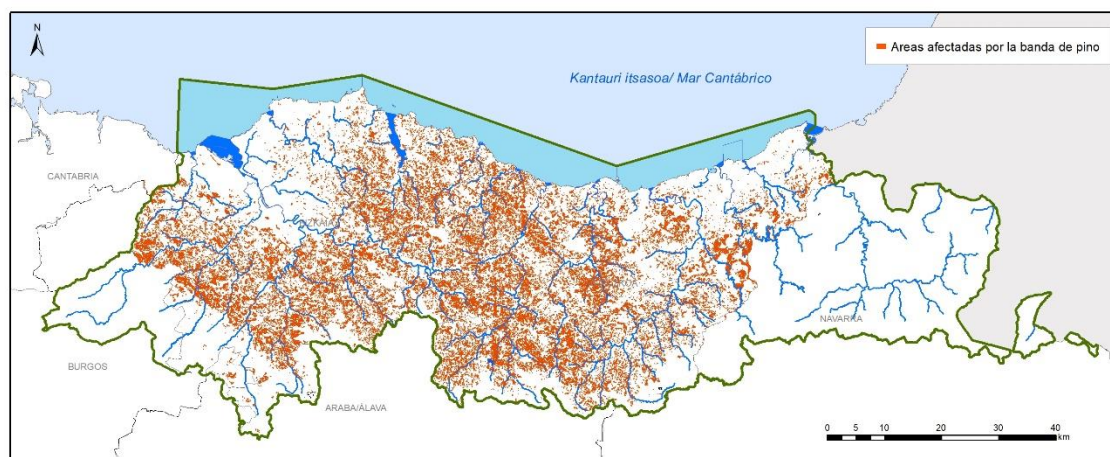 N
Areas afectadas por la banda de pino
Kantauri itsasoa/ Mar Cantábrico
CANTABRIA
NAVARRA
BURGOS
ARABA/ÁLAVA
0 5 10 20 30 40
km